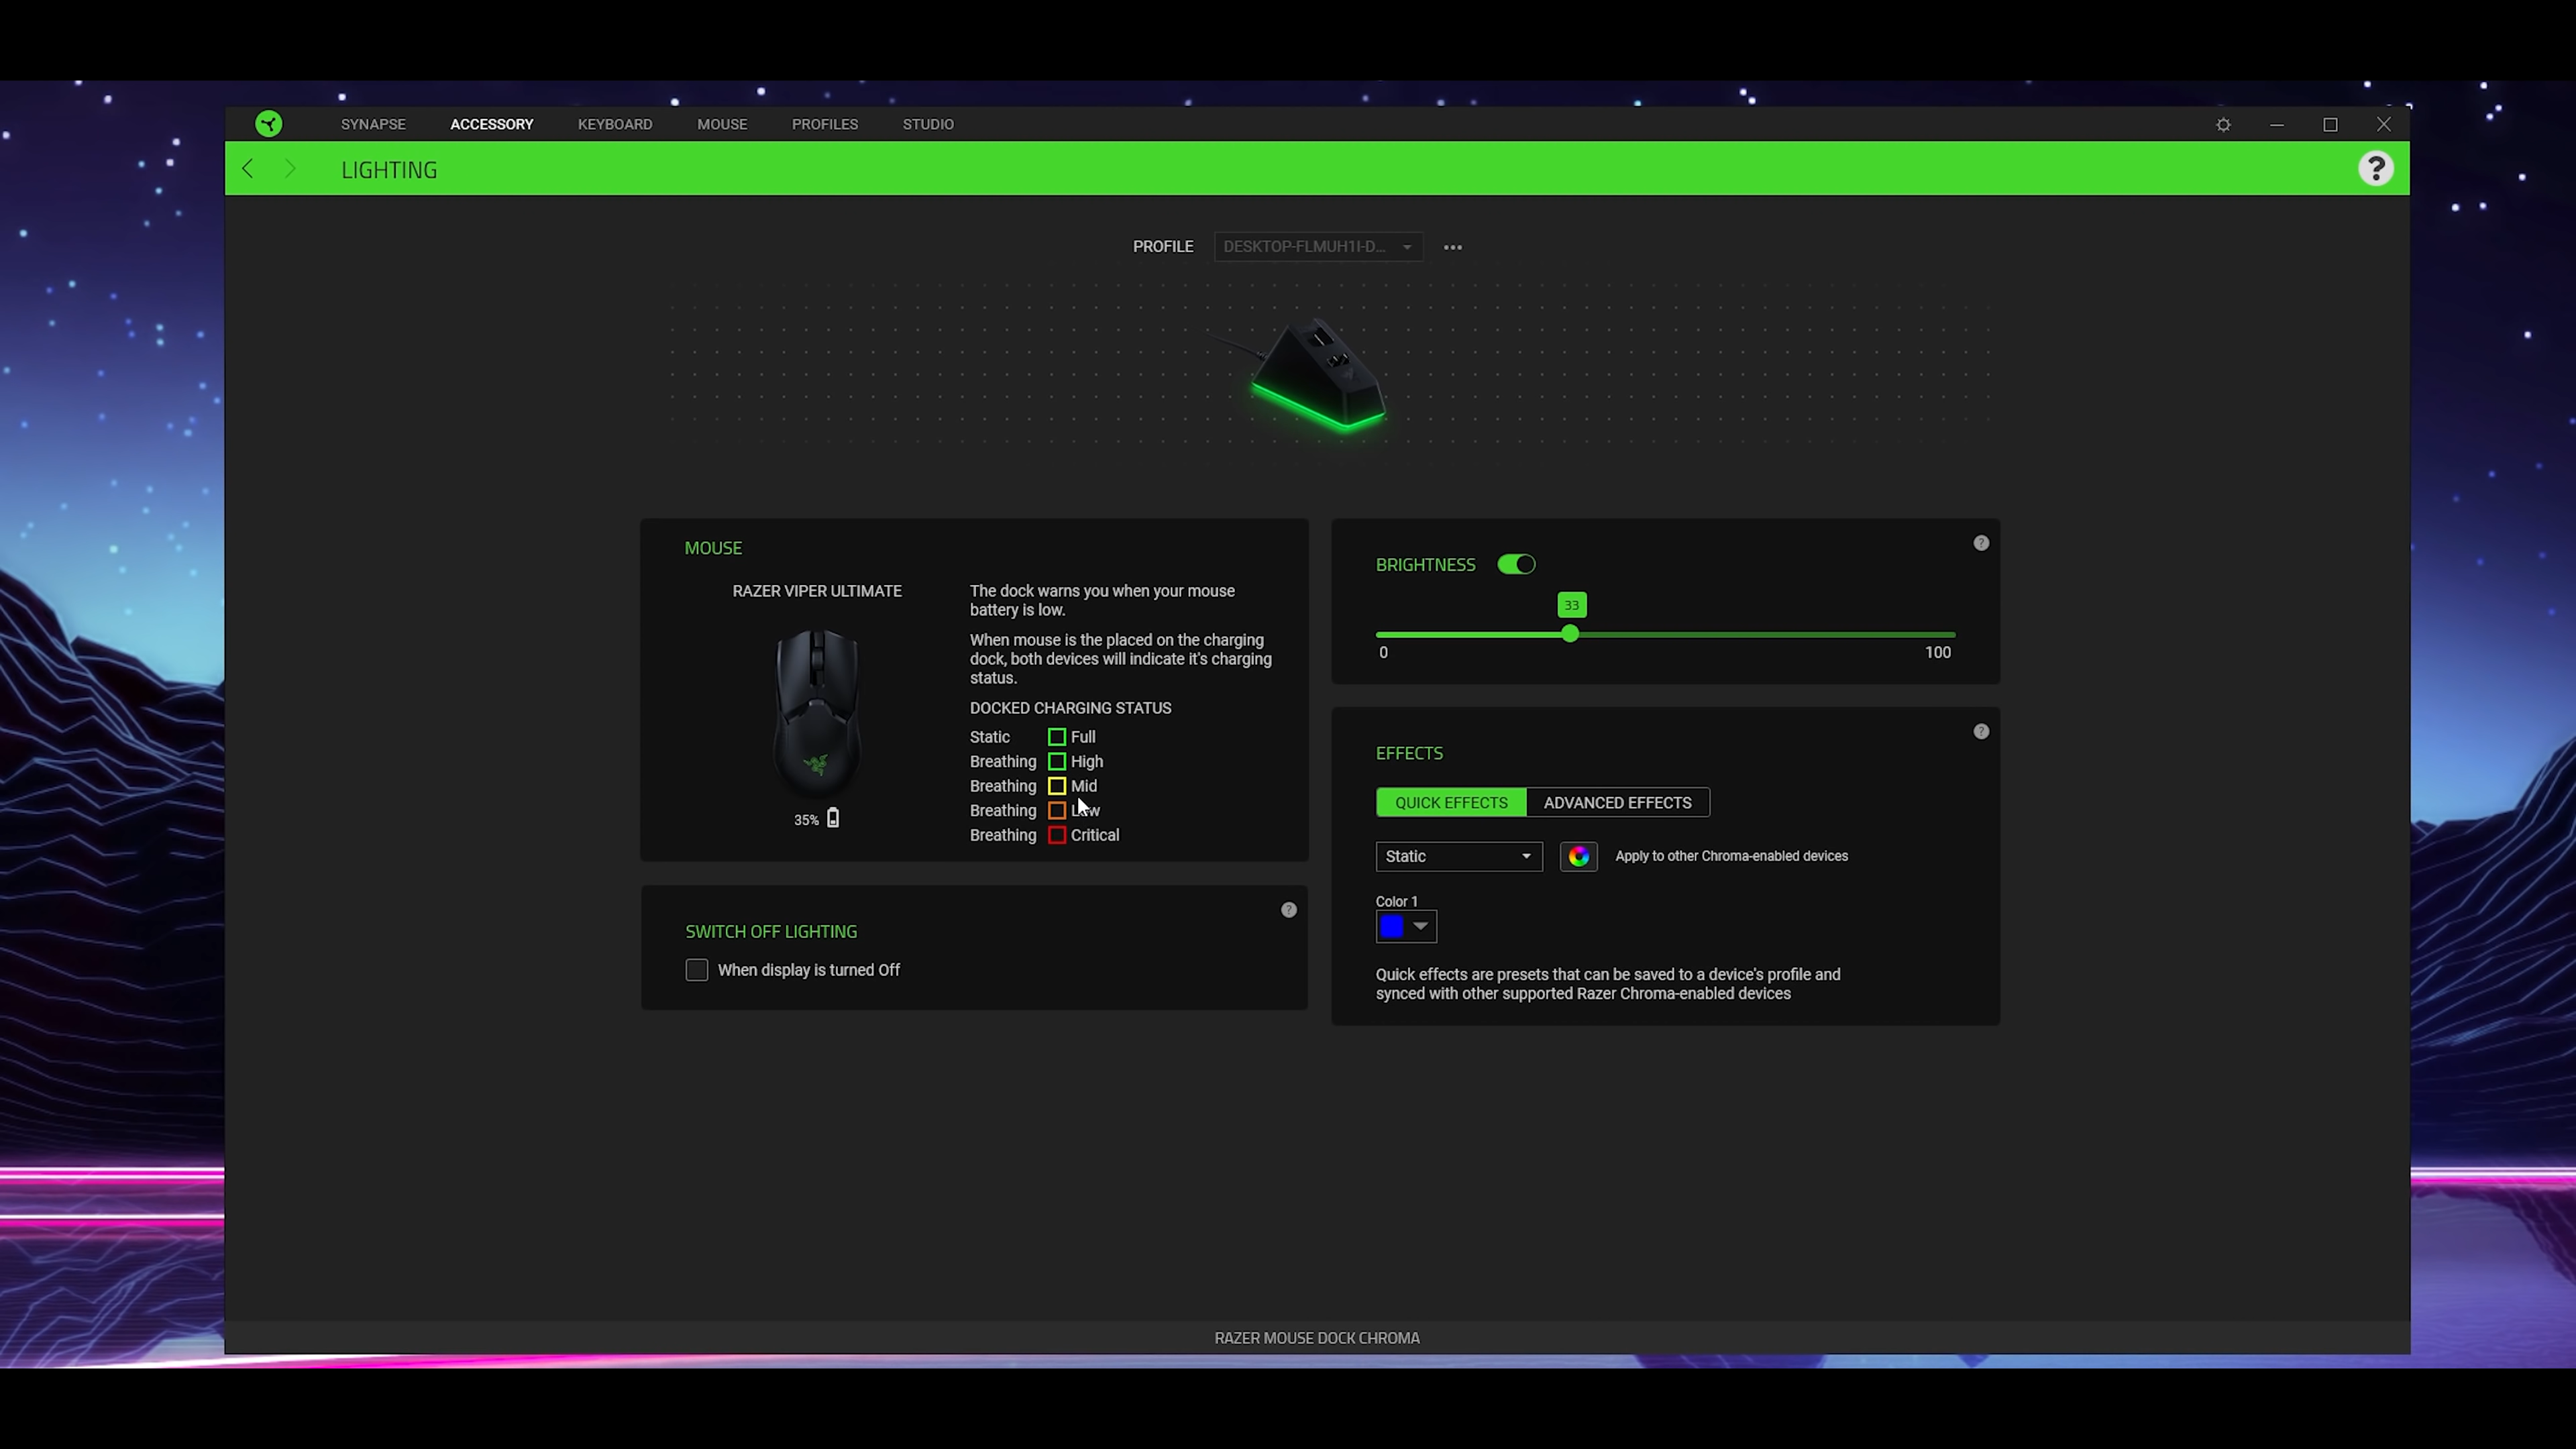 SYNAPSE ACCESSORY KEYBOARD MOUSE PROFILES STUDIO
LIGHTING
?
PROFILE DESKTOP-FLMUH1I-D... •••
MOUSE
RAZER VIPER ULTIMATE
35%
The dock warns you when your mouse
battery is low.
When mouse is the placed on the charging
dock, both devices will indicate it's charging
status.
DOCKED CHARGING STATUS
Static Full
Breathing High
Breathing Mid
Breathing Low
Breathing Critical
SWITCH OFF LIGHTING
?
When display is turned Off
BRIGHTNESS
?
33
0 100
EFFECTS
?
QUICK EFFECTS ADVANCED EFFECTS
Static Apply to other Chroma-enabled devices
Color 1
Quick effects are presets that can be saved to a device's profile and
synced with other supported Razer Chroma-enabled devices
RAZER MOUSE DOCK CHROMA